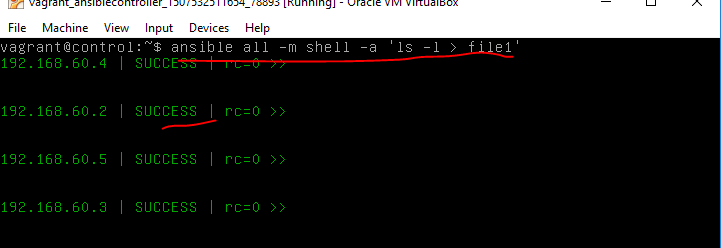 vagrant_ansiblecontroller_1507532511654_78893 [Running] - Oracle VM VirtualBox
File Machine View Input Devices Help
vagrant@control:~$ ansible all -m shell -a 'ls -l > file1'
192.168.60.4 | SUCCESS | rc=0 >>
192.168.60.2 | SUCCESS | rc=0 >>
192.168.60.5 | SUCCESS | rc=0 >>
192.168.60.3 | SUCCESS | rc=0 >>